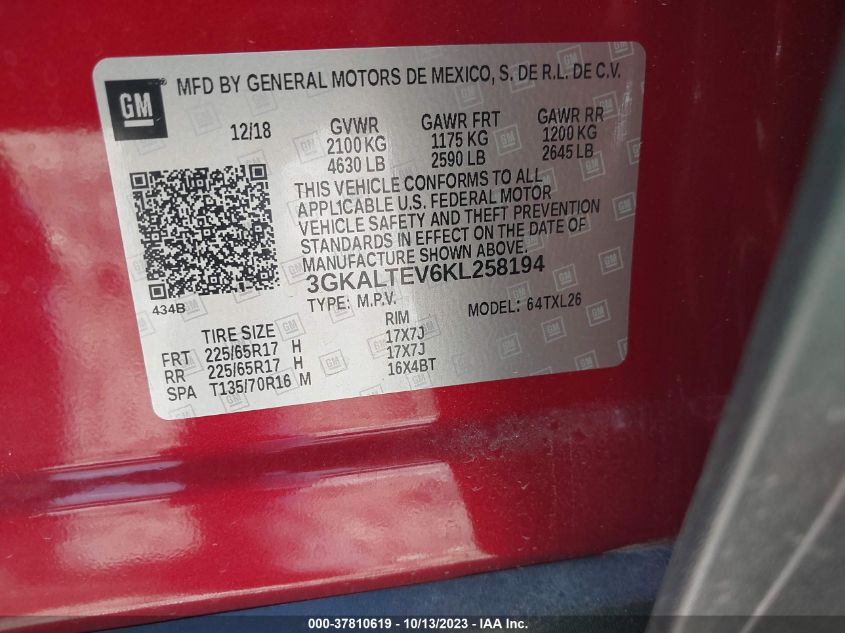 GM
MFD BY GENERAL MOTORS DE MEXICO, S. DE R.L. DE C.V.
12/18
GVWR
2100 KG
4630 LB
GAWR FRT
1175 KG
2590 LB
GAWR RR
1200 KG
2645 LB
THIS VEHICLE CONFORMS TO ALL
APPLICABLE U.S. FEDERAL MOTOR
VEHICLE SAFETY AND THEFT PREVENTION
STANDARDS IN EFFECT ON THE DATE OF
MANUFACTURE SHOWN ABOVE.
3GKALTEV6KL258194
TYPE: M.P.V. MODEL: 64TXL26
434B
TIRE SIZE RIM
FRT 225/65R17 H 17X7J
RR 225/65R17 H 17X7J
SPA T135/70R16 M 16X4BT
000-37810619 - 10/13/2023 - IAA Inc.